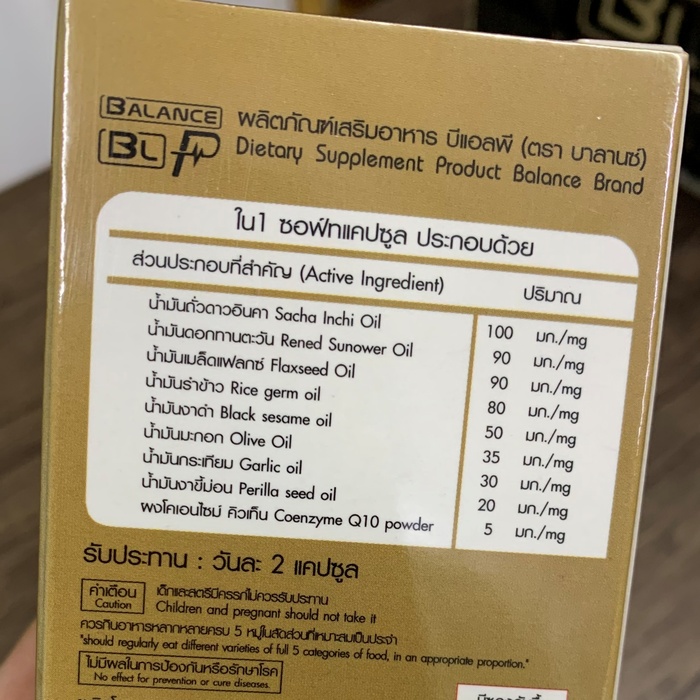 BALANCE
BLP
ผลิตภัณฑ์เสริมอาหาร บีแอลพี (ตรา บาลานซ์)
Dietary Supplement Product Balance Brand
ใน1 ซอฟ์ทแคปซูล ประกอบด้วย
ส่วนประกอบที่สำคัญ (Active Ingredient) ปริมาณ
น้ำมันถั่วดาวอินคา Sacha Inchi Oil 100 มก./mg
น้ำมันดอกทานตะวัน Rened Sunower Oil 90 มก./mg
น้ำมันเมล็ดแฟลกซ์ Flaxseed Oil 90 มก./mg
น้ำมันรำข้าว Rice germ oil 80 มก./mg
น้ำมันงาดำ Black sesame oil 50 มก./mg
น้ำมันมะกอก Olive Oil 35 มก./mg
น้ำมันกระเทียม Garlic oil 30 มก./mg
น้ำมันงาขี้ม่อน Perilla seed oil 20 มก./mg
ผงโคเอนไซม์ คิวเท็น Coenzyme Q10 powder 5 มก./mg
รับประทาน : วันละ 2 แคปซูล
คำเตือน เด็กและสตรีมีครรภ์ไม่ควรรับประทาน
Caution Children and pregnant should not take it
ควรกินอาหารหลากหลายครบ 5 หมู่ในสัดส่วนที่เหมาะสมเป็นประจำ
"should regularly eat different varieties of full 5 categories of food, in an appropriate proportion."
ไม่มีผลในการป้องกันหรือรักษาโรค
No effect for prevention or cure diseases.